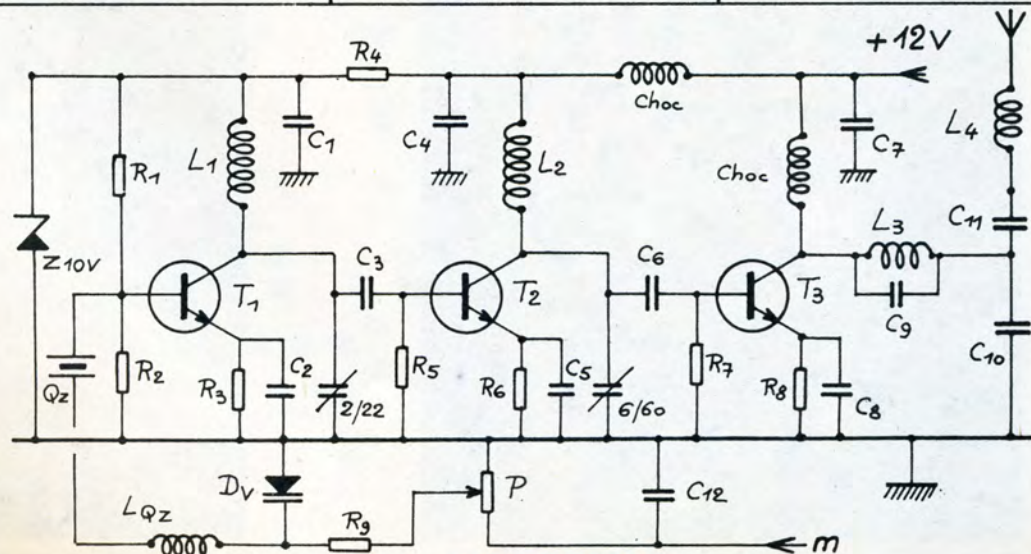 R4
+12V
Choc
L1
C1
C4
L2
C7
L4
R1
Choc
Z10V
C3
C6
L3
C11
T1
T2
T3
C9
Qz
R2
R3
C2
2/22
R5
R6
C5
6/60
R7
R8
C8
C10
Dv
P
C12
LQz
R9
m